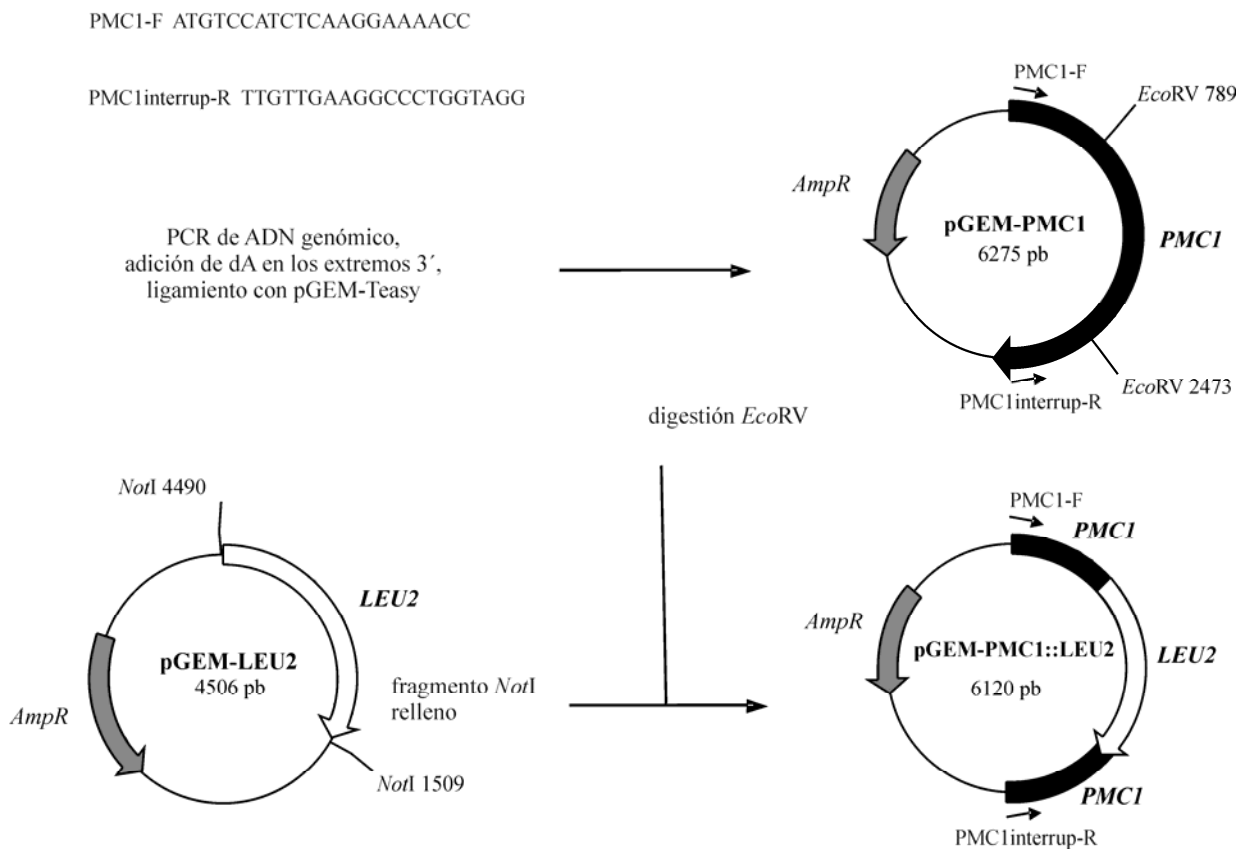 PMC1-F ATGTCCATCTCAAGGAAAACC
PMC1interrup-R TTGTTGAAGGCCCTGGTAGG
PCR de ADN genómico,
adición de dA en los extremos 3´,
ligamiento con pGEM-Teasy
PMC1-F
EcoRV 789
AmpR
pGEM-PMC1
6275 pb
PMC1
PMC1interrup-R
EcoRV 2473
digestión EcoRV
NotI 4490
LEU2
pGEM-LEU2
4506 pb
AmpR
fragmento NotI
relleno
NotI 1509
PMC1-F
PMC1
AmpR
pGEM-PMC1::LEU2
6120 pb
LEU2
PMC1
PMC1interrup-R